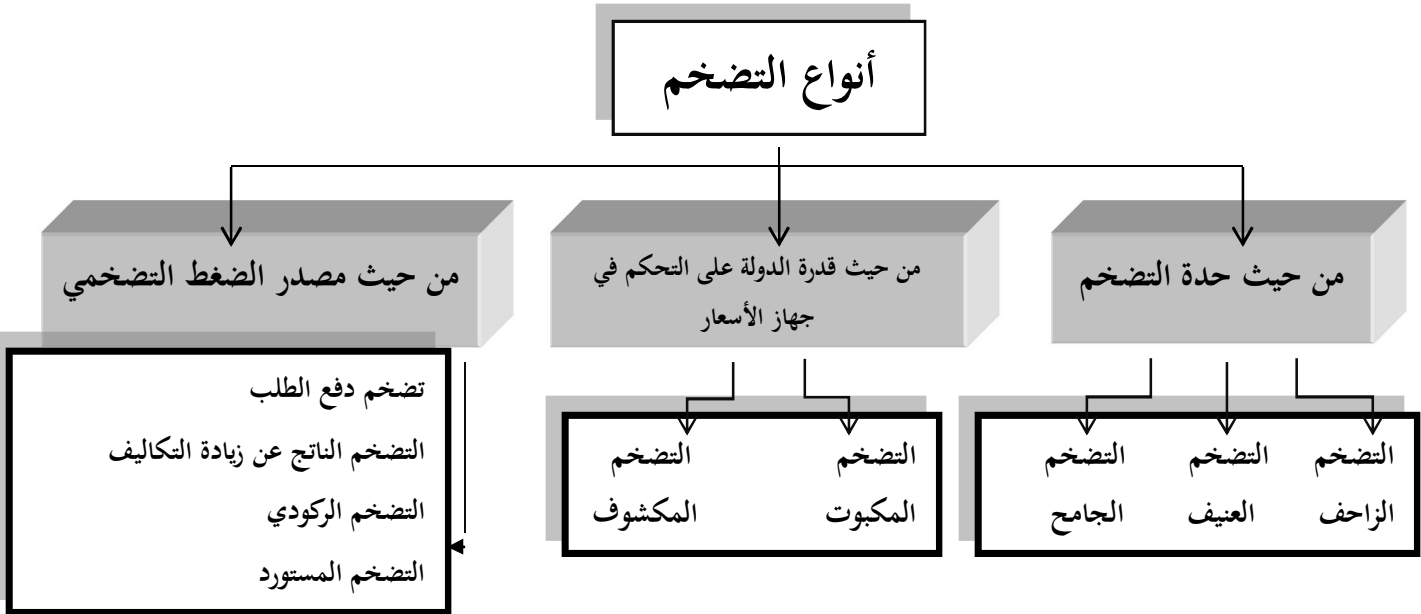 أنواع التضخم
من حيث حدة التضخم
من حيث قدرة الدولة على التحكم في
جهاز الأسعار
من حيث مصدر الضغط التضخمي
التضخم
الزاحف
التضخم
العنيف
التضخم
الجامح
التضخم
المكبوت
التضخم
المكشوف
تضخم دفع الطلب
التضخم الناتج عن زيادة التكاليف
التضخم الركودي
التضخم المستورد